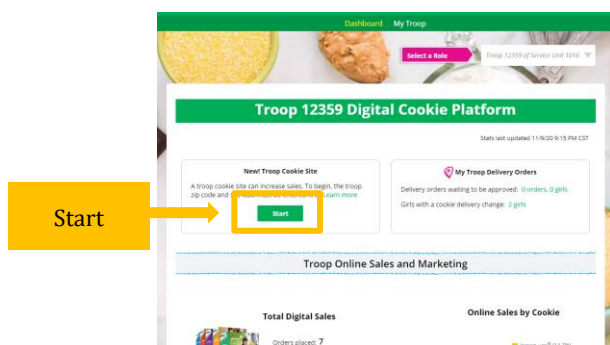 Dashboard My Troop
Select a Role Troop 12359 of Service Unit 1016
Troop 12359 Digital Cookie Platform
Stats last updated 11/9/20 9:15 PM CST
New! Troop Cookie Site
A troop cookie site can increase sales. To begin, the troop
zip code and Learn more
Start
My Troop Delivery Orders
Delivery orders waiting to be approved: 0 orders, 0 girls
Girls with a cookie delivery change: 2 girls
Start
Troop Online Sales and Marketing
Total Digital Sales
Orders placed: 7
Online Sales by Cookie